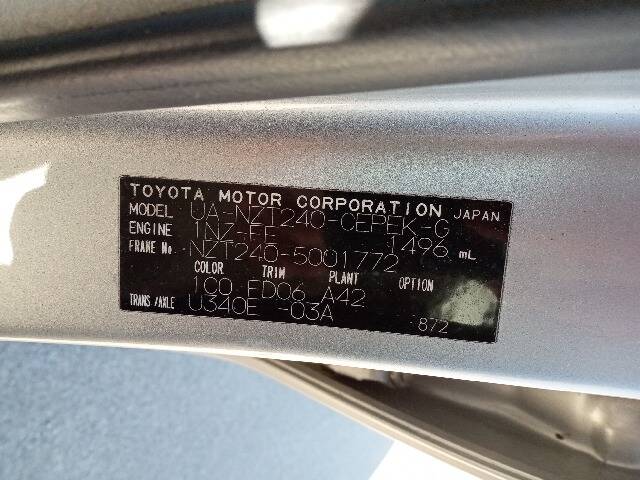 TOYOTA MOTOR CORPORATION JAPAN
MODEL UA-NZT240-CEPEK-G
ENGINE 1NZ-FE 1496 mL
FRAME No NZT240-5001772
COLOR TRIM PLANT OPTION
1C0 FD06 A42
TRANS/AXLE U340E -03A
872